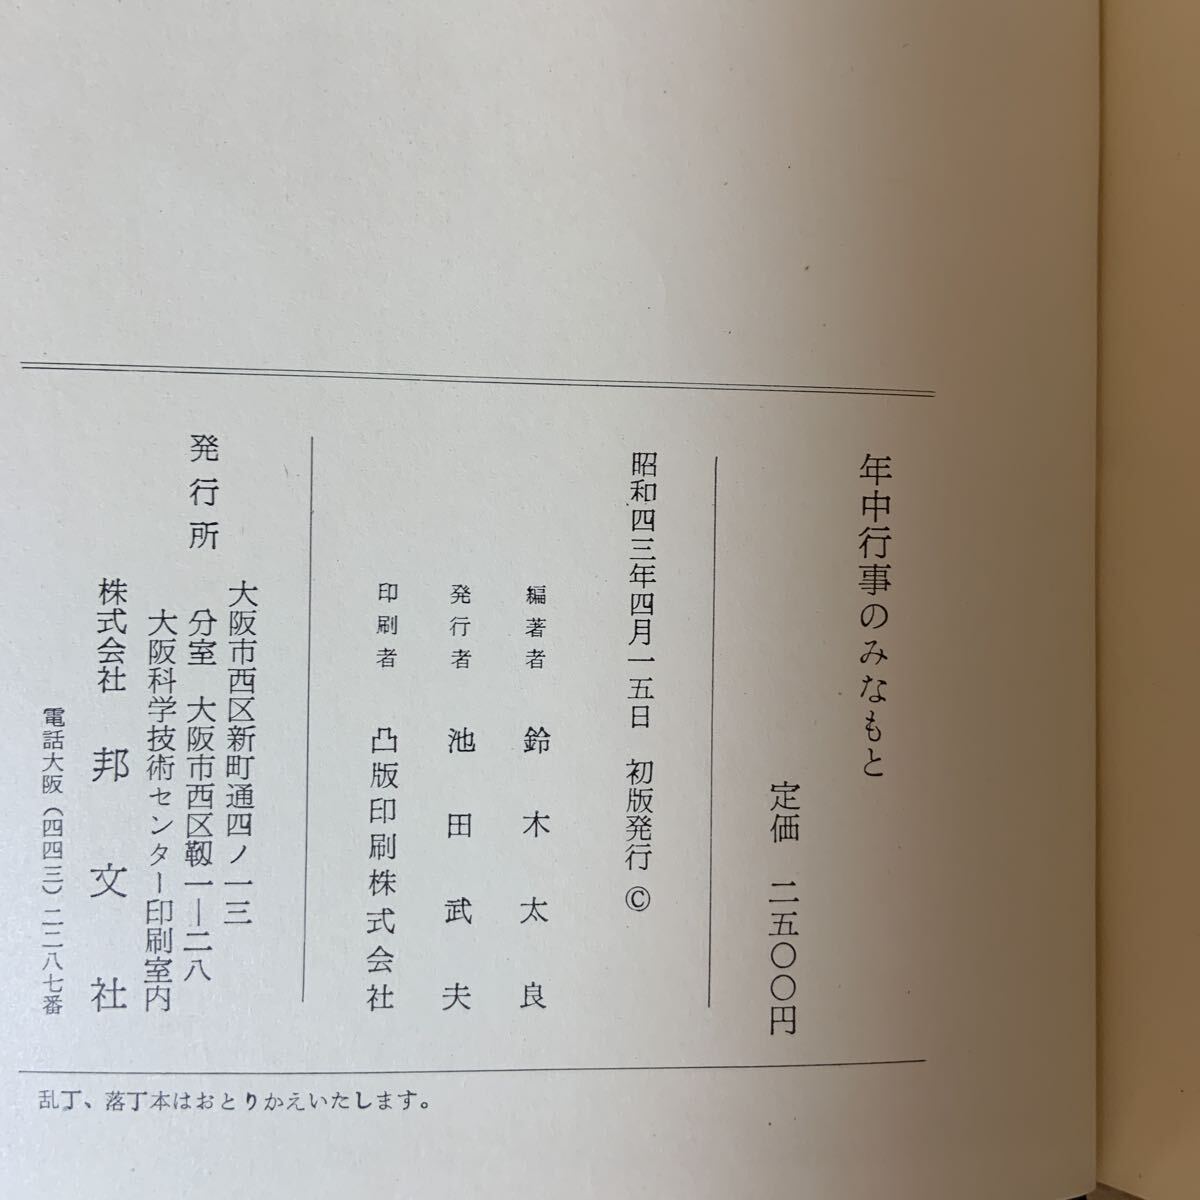 年中行事のみなもと
定価 二五〇〇円
昭和四三年四月一五日 初版発行 ©
編著者 鈴木太良
発行者 池田武夫
印刷者 凸版印刷株式会社
発行所
大阪市西区新町通四ノ一三
分室 大阪市西区靱一―二八
大阪科学技術センター印刷室内
株式会社 邦文社
電話大阪（四四三）二二八七番
乱丁、落丁本はおとりかえいたします。